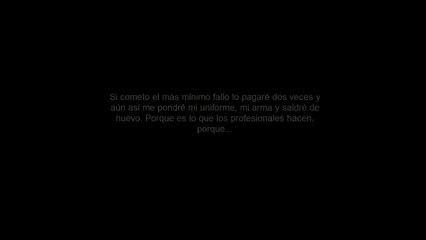 Si cometo el más mínimo fallo lo pagaré dos veces y
aún así me pondré mi uniforme, mi arma y saldré de
nuevo. Porque es lo que los profesionales hacen,
porque...